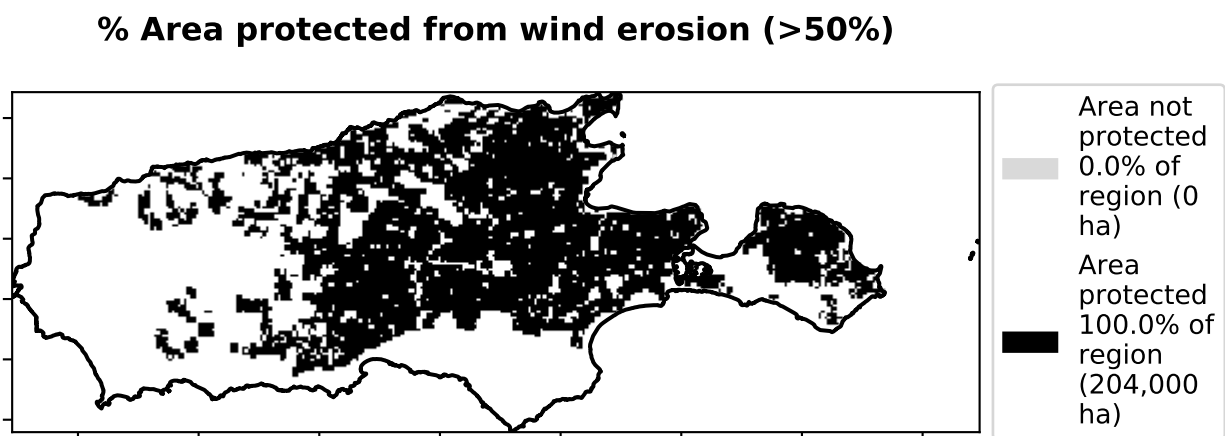 % Area protected from wind erosion (>50%)
Area not
protected
0.0% of
region (0
ha)
Area
protected
100.0% of
region
(204,000
ha)